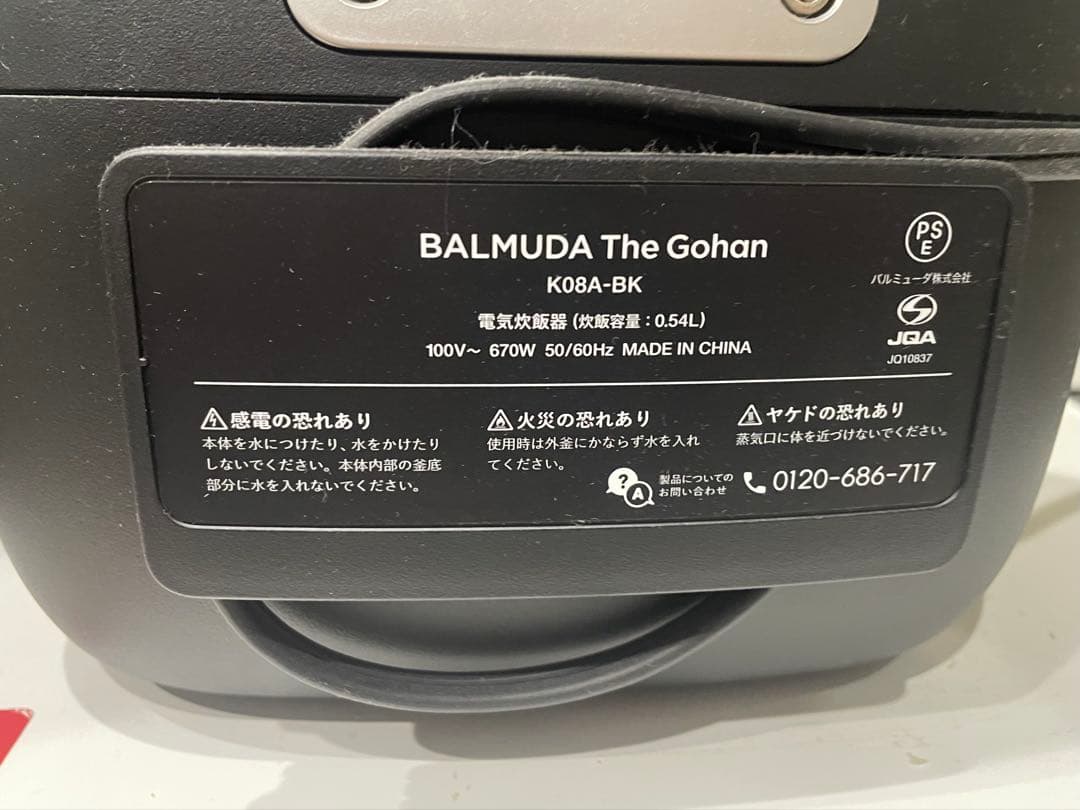 BALMUDA The Gohan
K08A-BK
電気炊飯器 (炊飯容量：0.54L)
100V～ 670W 50/60Hz MADE IN CHINA
PS
E
バルミューダ株式会社
JQA
JQ10837
感電の恐れあり
本体を水につけたり、水をかけたり
しないでください。本体内部の釜底
部分に水を入れないでください。
火災の恐れあり
使用時は外釜にかならず水を入れ
てください。
ヤケドの恐れあり
蒸気口に体を近づけないでください。
? A
製品についての
お問い合わせ
0120-686-717